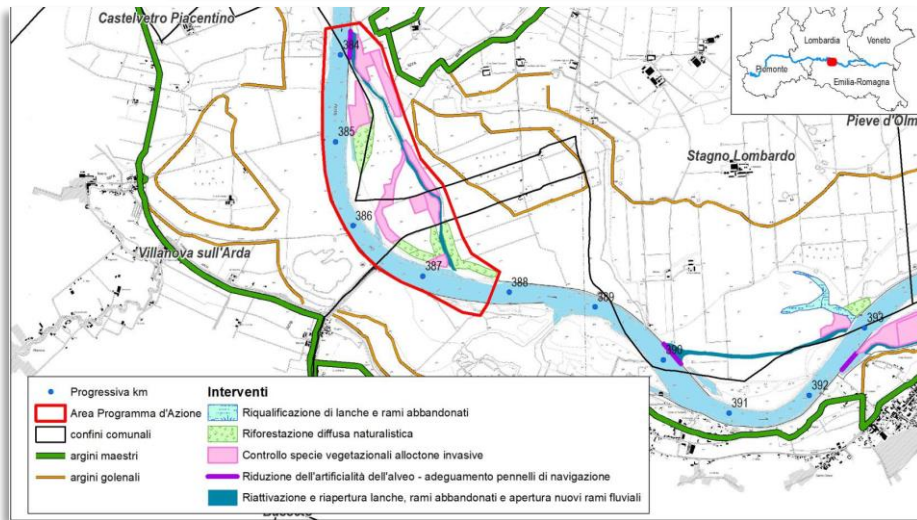 Castelvetro Piacentino
Lombardia
Veneto
Piemonte
Emilia-Romagna
Pieve d'Olm
384
385
Stagno Lombardo
386
Villanova sull'Arda
387
388
389
393
390
392
391
Progressiva km
Area Programma d'Azione
confini comunali
argini maestri
argini golenali
Interventi
Riqualificazione di lanche e rami abbandonati
Riforestazione diffusa naturalistica
Controllo specie vegetazionali alloctone invasive
Riduzione dell'artificialità dell'alveo - adeguamento pennelli di navigazione
Riattivazione e riapertura lanche, rami abbandonati e apertura nuovi rami fluviali